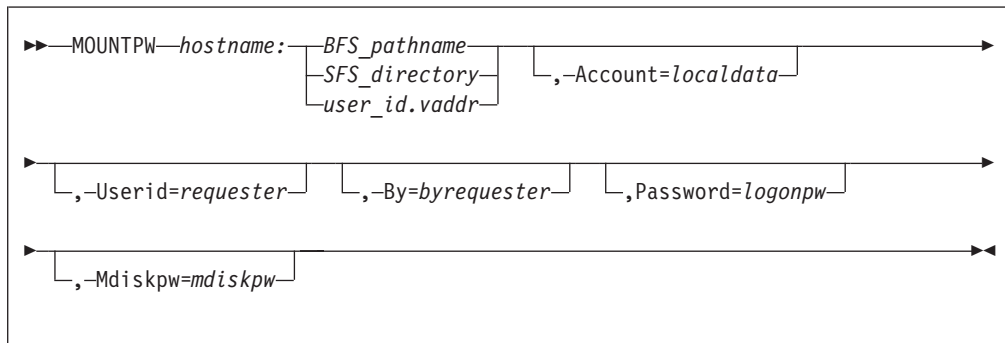 MOUNTPW hostname: BFS_pathname
SFS_directory
user_id.vaddr
,Account=localdata
,Userid=requester ,By=byrequester ,Password=logonpw
,Mdiskpw=mdiskpw